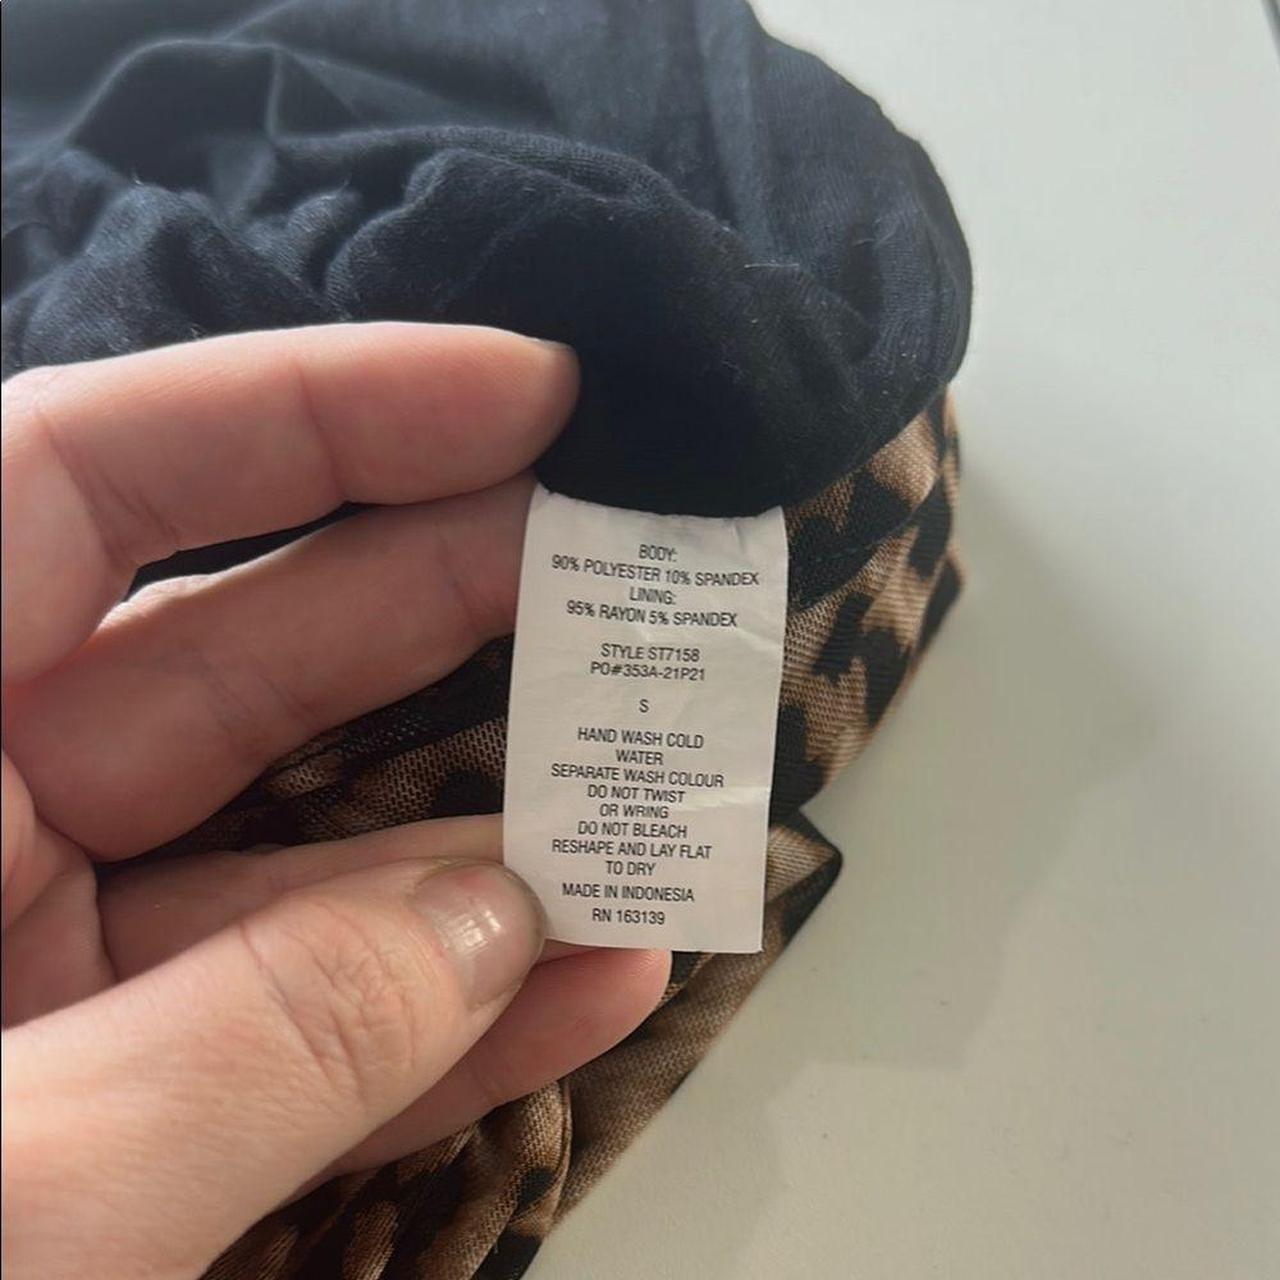 BODY:
90% POLYESTER 10% SPANDEX
LINING:
95% RAYON 5% SPANDEX
STYLE ST7158
PO#353A-21P21
S
HAND WASH COLD
WATER
SEPARATE WASH COLOUR
DO NOT TWIST
OR WRING
DO NOT BLEACH
RESHAPE AND LAY FLAT
TO DRY
MADE IN INDONESIA
RN 163139